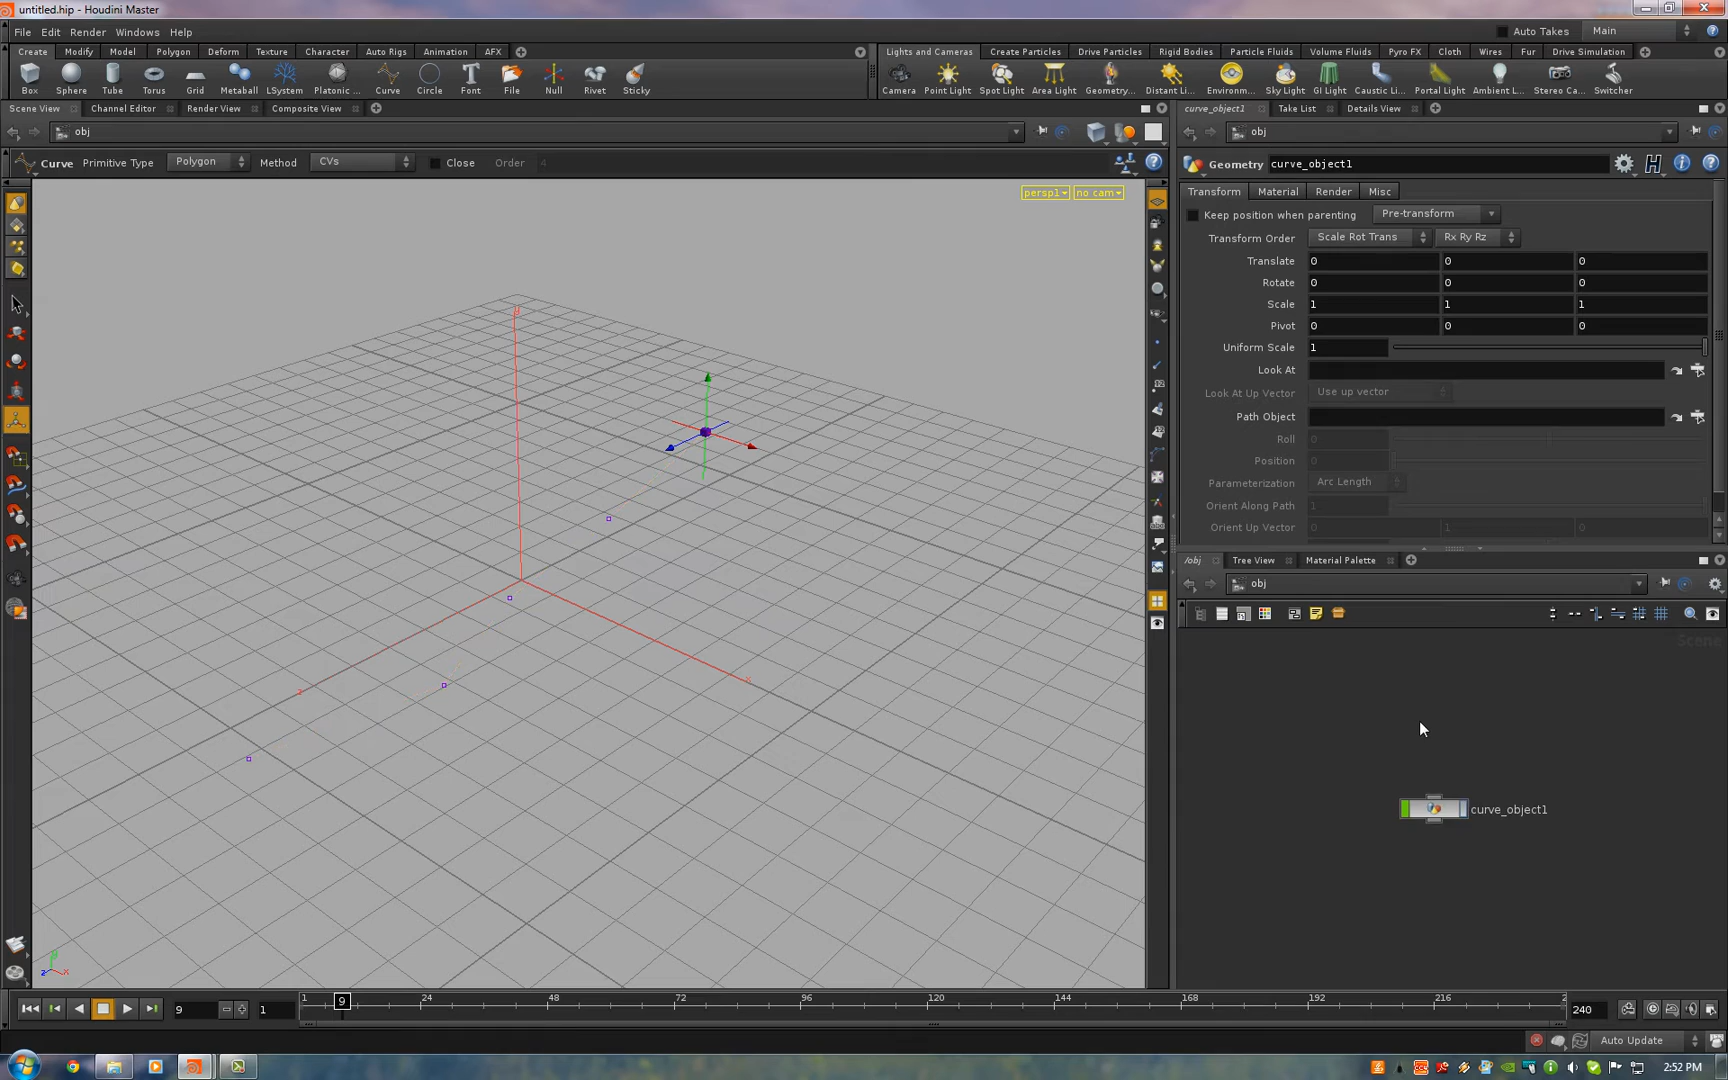 untitled.hip - Houdini Master
File Edit Render Windows Help
Auto Takes Main
Create Modify Model Polygon Deform Texture Character Auto Rigs Animation AFX
Lights and Cameras Create Particles Drive Particles Rigid Bodies Particle Fluids Volume Fluids Pyro FX Cloth Wires Fur Drive Simulation
Box Sphere Tube Torus Grid Metaball LSystem Platonic ... Curve Circle Font File Null Rivet Sticky
Camera Point Light Spot Light Area Light Geometry... Distant Li... Environm... Sky Light GI Light Caustic Li... Portal Light Ambient L... Stereo Ca... Switcher
Scene View Channel Editor Render View Composite View
curve_object1 Take List Details View
obj
obj
Curve Primitive Type Polygon Method CVs Close Order 4
Geometry curve_object1
persp1 no cam
Transform Material Render Misc
Keep position when parenting Pre-transform
Transform Order Scale Rot Trans Rx Ry Rz
Translate 0 0 0
Rotate 0 0 0
Scale 1 1 1
Pivot 0 0 0
Uniform Scale 1
Look At
Look At Up Vector Use up vector
Path Object
Roll 0
Position 0
Parameterization Arc Length
Orient Along Path 1
Orient Up Vector 0 1 0
/obj Tree View Material Palette
obj
Scene
curve_object1
z x
z x
9 1 1 9 24 48 72 96 120 144 168 192 216 2 240
Auto Update
2:52 PM